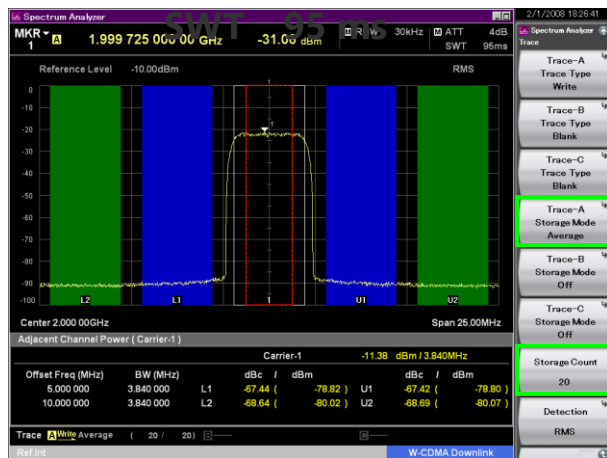 Spectrum Analyzer
2/1/2008 18:26:41
SWT 95 ms
MKR 1 A 1.999 725 000 00 GHz -31.06 dBm
30kHz ATT 4dB
SWT 95ms
Reference Level -10.00dBm RMS
1
0
-10
-20
1
-30
-40
-50
-60
-70
-80
-90
-100
L2 L1 1 U1 U2
Center 2.000 00GHz Span 25.00MHz
Adjacent Channel Power ( Carrier-1 )
Carrier-1 -11.38 dBm / 3.840MHz
Offset Freq (MHz) BW (MHz) dBc / dBm dBc / dBm
5.000 000 3.840 000 L1 -67.44 ( -78.82 ) U1 -67.42 ( -78.80 )
10.000 000 3.840 000 L2 -68.64 ( -80.02 ) U2 -68.69 ( -80.07 )
Trace A Write Average ( 20 / 20)
Ref.Int W-CDMA Downlink
Spectrum Analyzer
Trace
Trace-A
Trace Type
Write
Trace-B
Trace Type
Blank
Trace-C
Trace Type
Blank
Trace-A
Storage Mode
Average
Trace-B
Storage Mode
Off
Trace-C
Storage Mode
Off
Storage Count
20
Detection
RMS